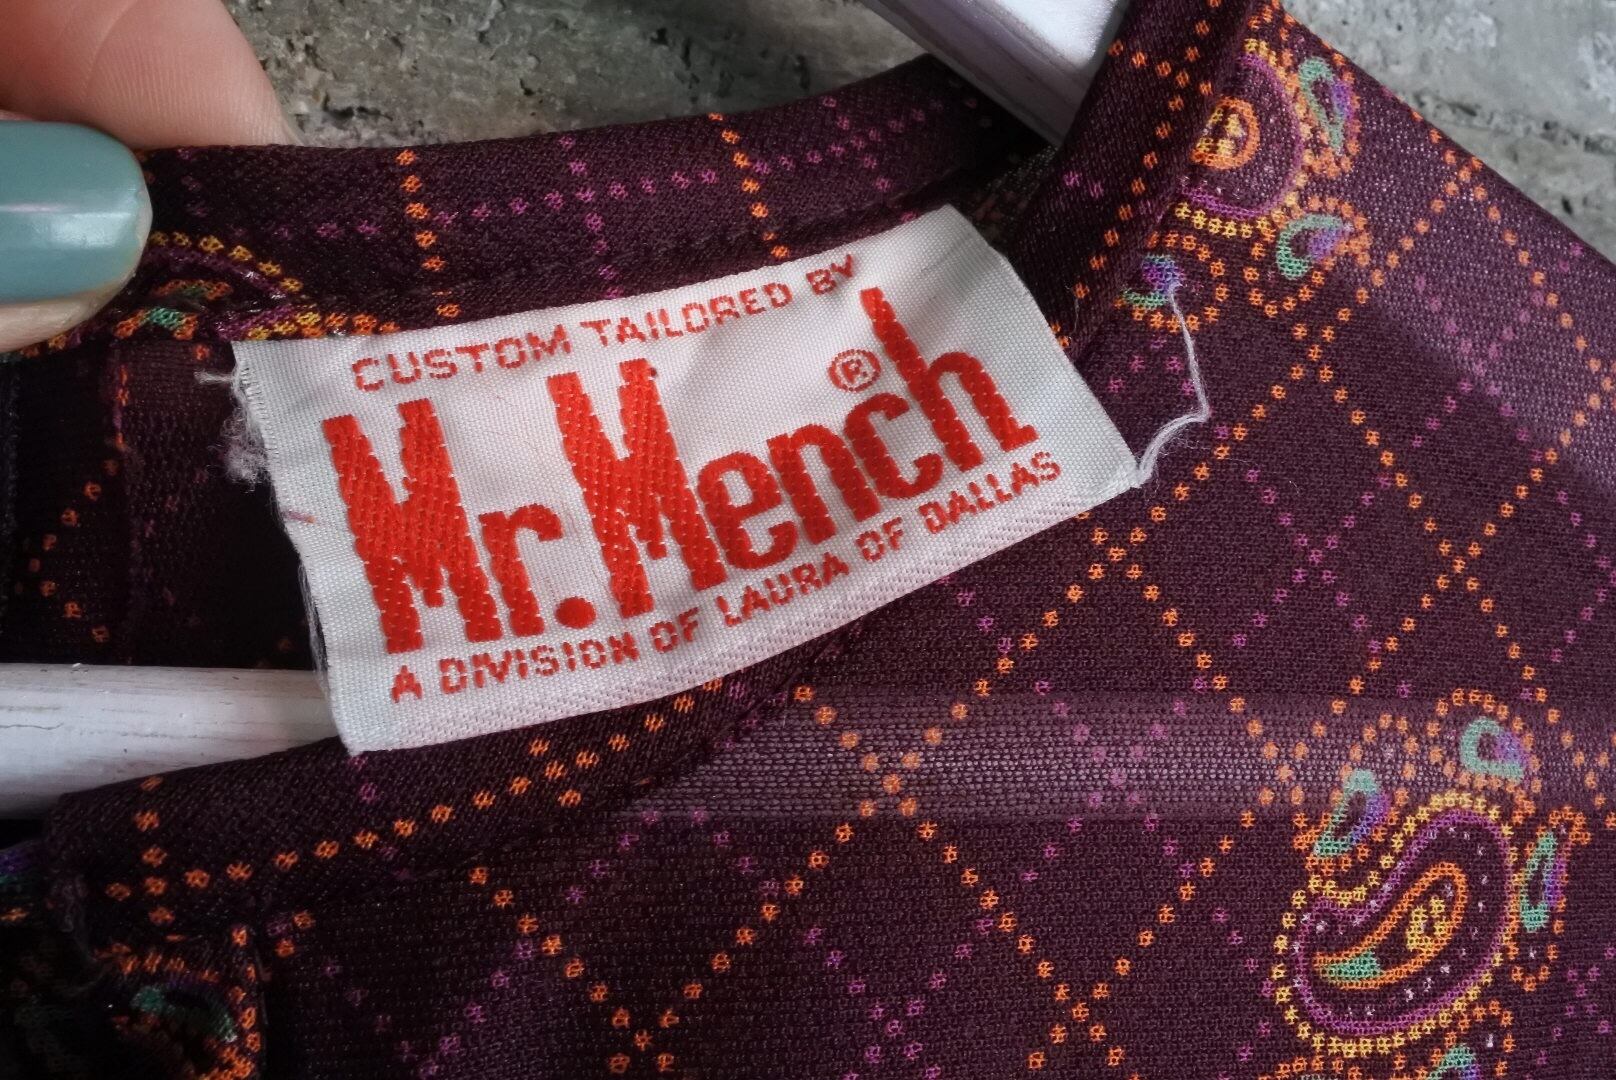 CUSTOM TAILORED BY
Mr. Mench ®
A DIVISION OF LAURA OF DALLAS